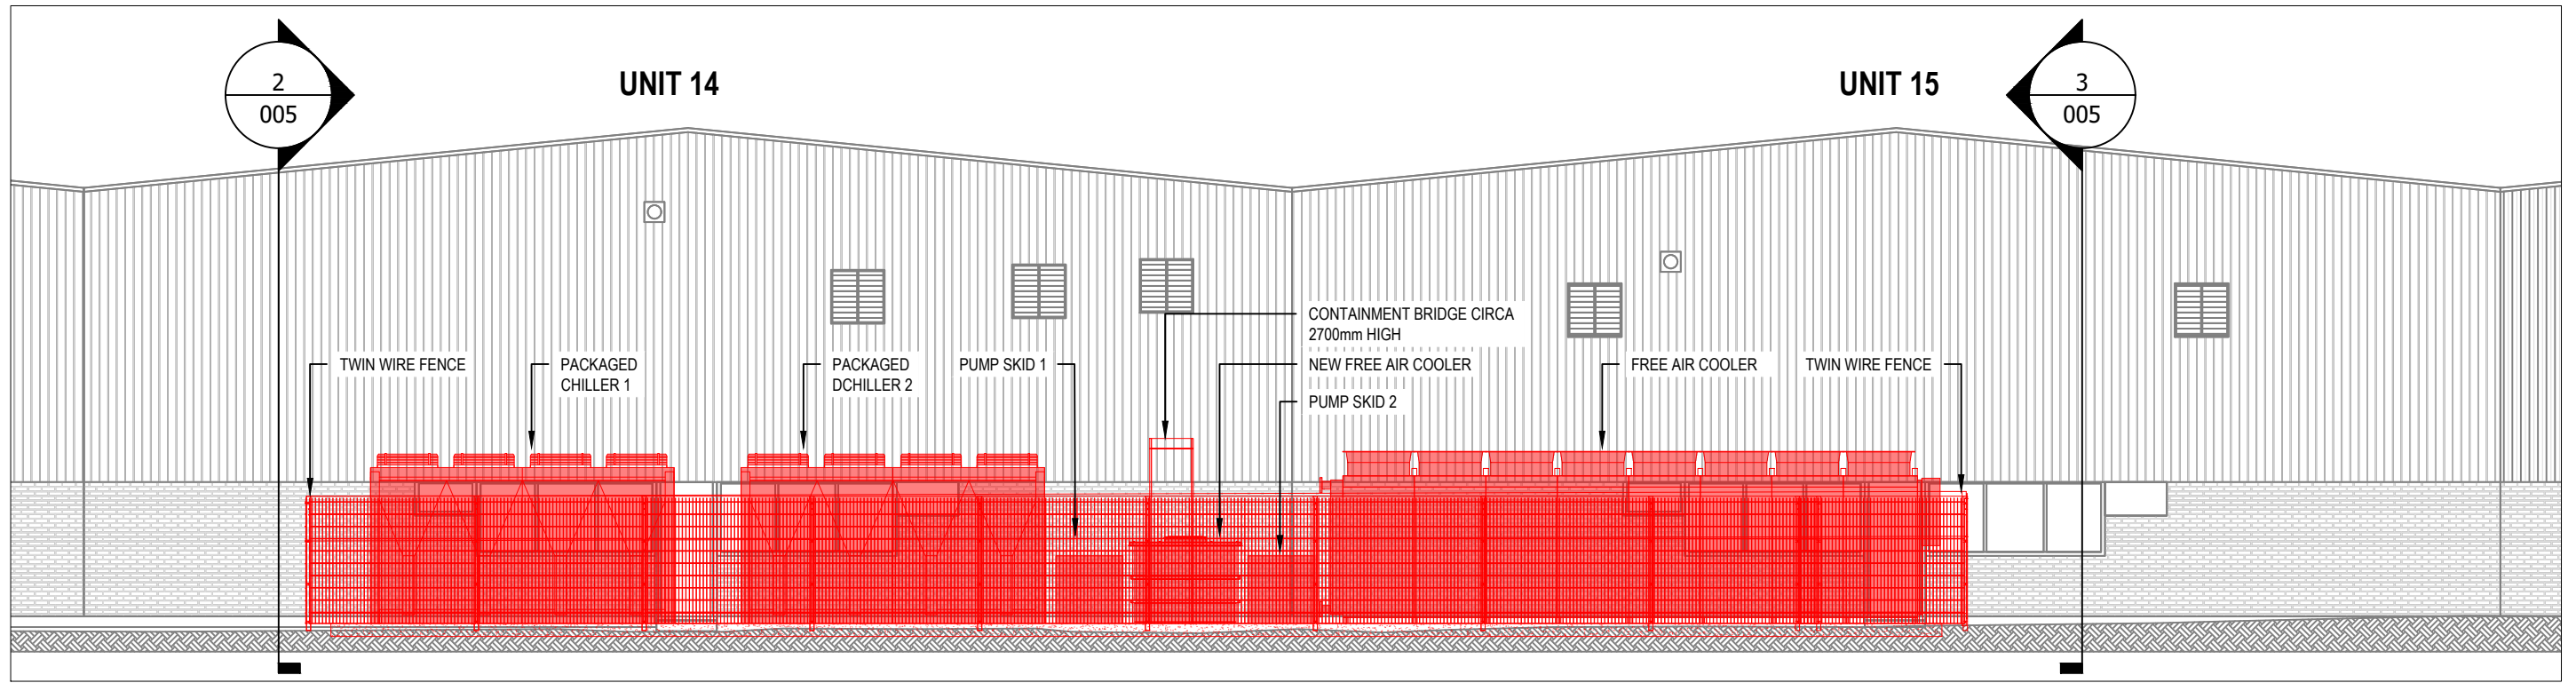 2
005
UNIT 14
UNIT 15
3
005
CONTAINMENT BRIDGE CIRCA
2700mm HIGH
TWIN WIRE FENCE
PACKAGED
CHILLER 1
PACKAGED
DCHILLER 2
PUMP SKID 1
NEW FREE AIR COOLER
FREE AIR COOLER
TWIN WIRE FENCE
PUMP SKID 2